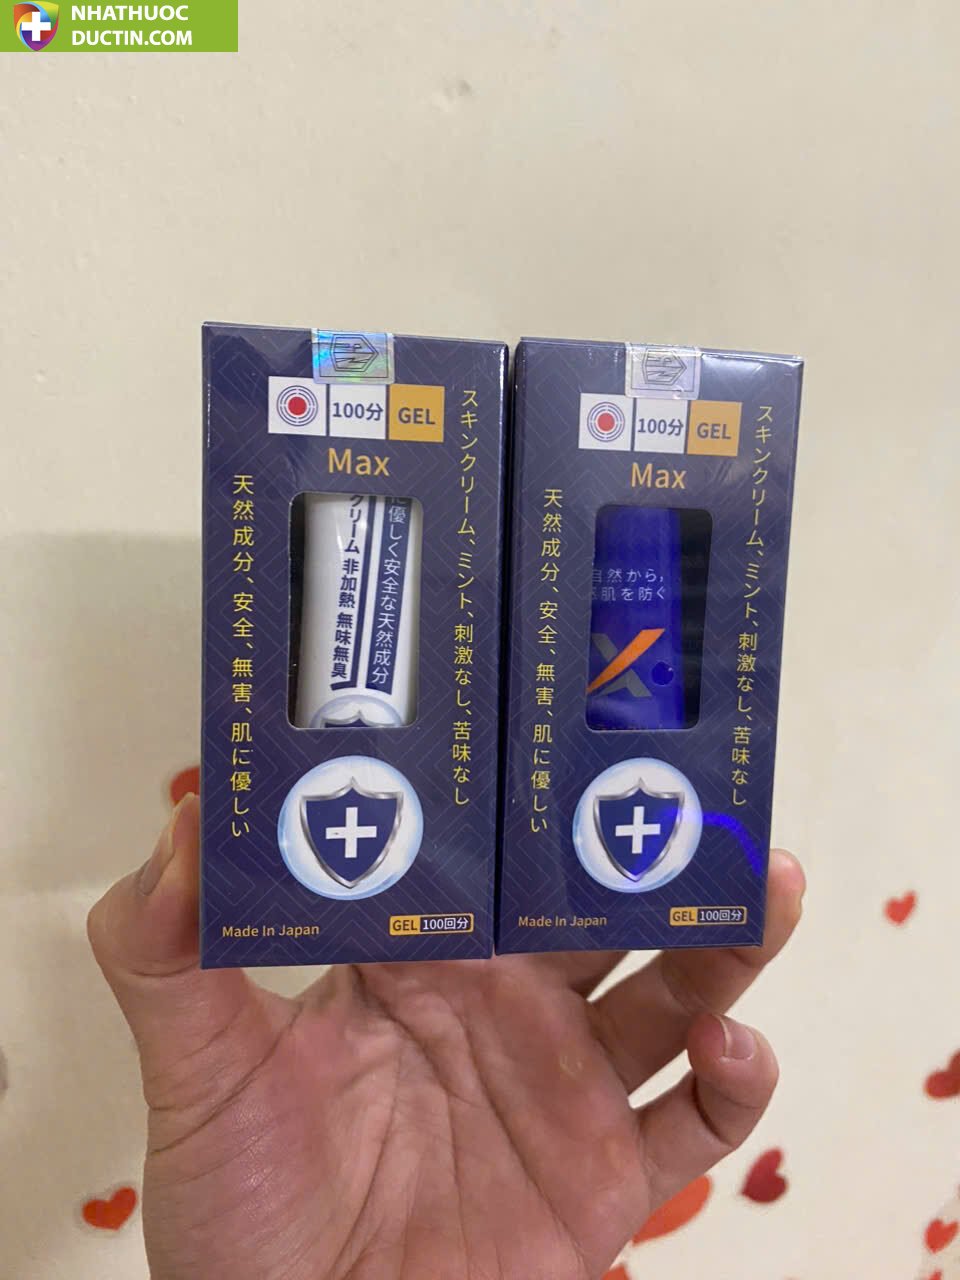 NHATHUOC
DUCTIN.COM
100分
GEL
Max
スキンクリーム、ミント、刺激なし、苦味なし
天然成分、安全、無害、肌に優しい
に優しく安全な天然成分
クリーム 非加熱 無味無臭
Made In Japan
GEL 100回分
100分
GEL
Max
スキンクリーム、ミント、刺激なし、苦味なし
天然成分、安全、無害、肌に優しい
自然から,
肌を防ぐ
X
Made In Japan
GEL 100回分